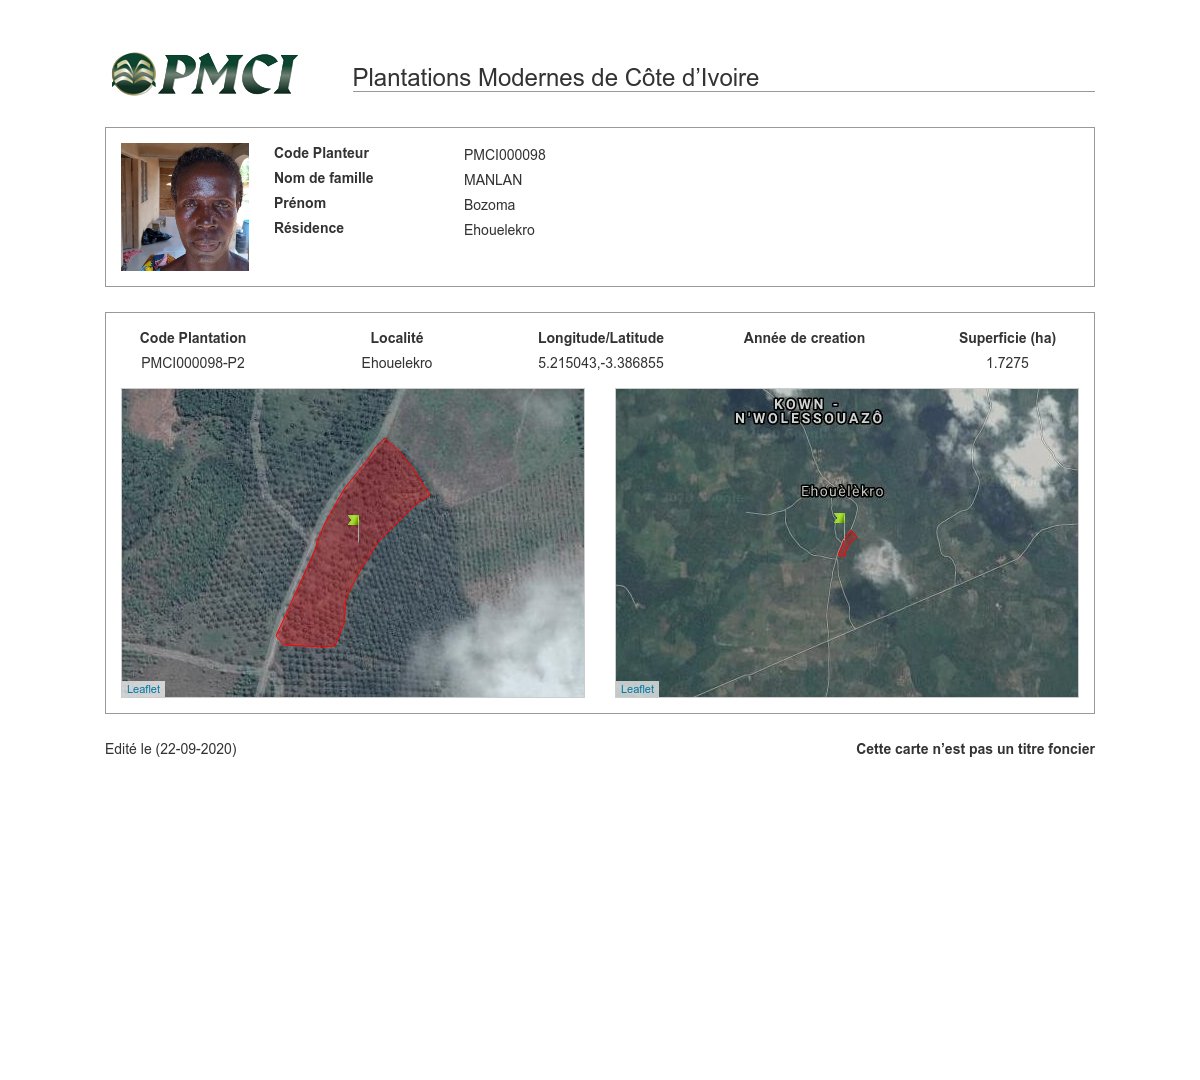 PMCI
Plantations Modernes de Côte d’Ivoire
Code Planteur PMCI000098
Nom de famille MANLAN
Prénom Bozoma
Résidence Ehouelekro
Code Plantation Localité Longitude/Latitude Année de creation Superficie (ha)
PMCI000098-P2 Ehouelekro 5.215043,-3.386855 1.7275
KOWN -
N'WOLESSOUAZÔ
Ehouèlèkro
Leaflet
Leaflet
Edité le (22-09-2020) Cette carte n’est pas un titre foncier